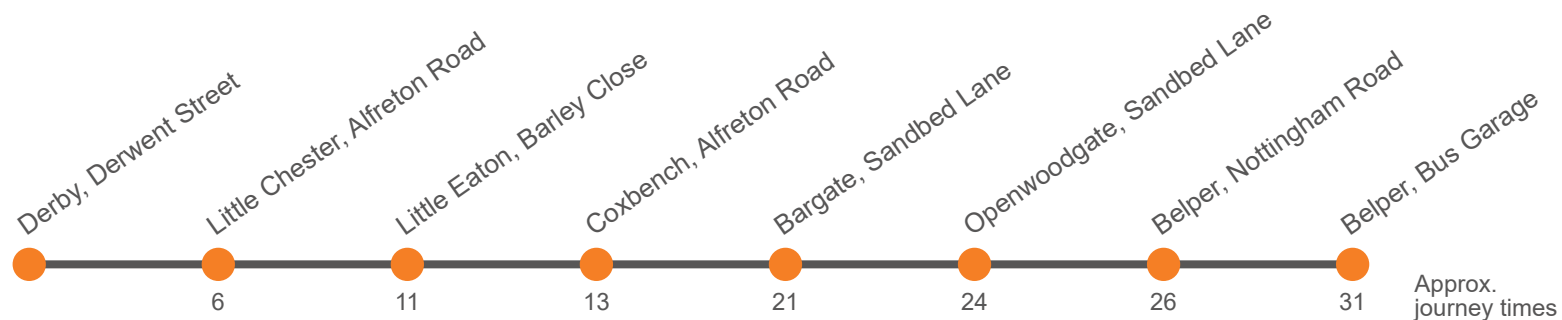 Derby, Derwent Street
Little Chester, Alfreton Road
Little Eaton, Barley Close
Coxbench, Alfreton Road
Bargate, Sandbed Lane
Openwoodgate, Sandbed Lane
Belper, Nottingham Road
Belper, Bus Garage
6
11
13
21
24
26
31
Approx.
journey times